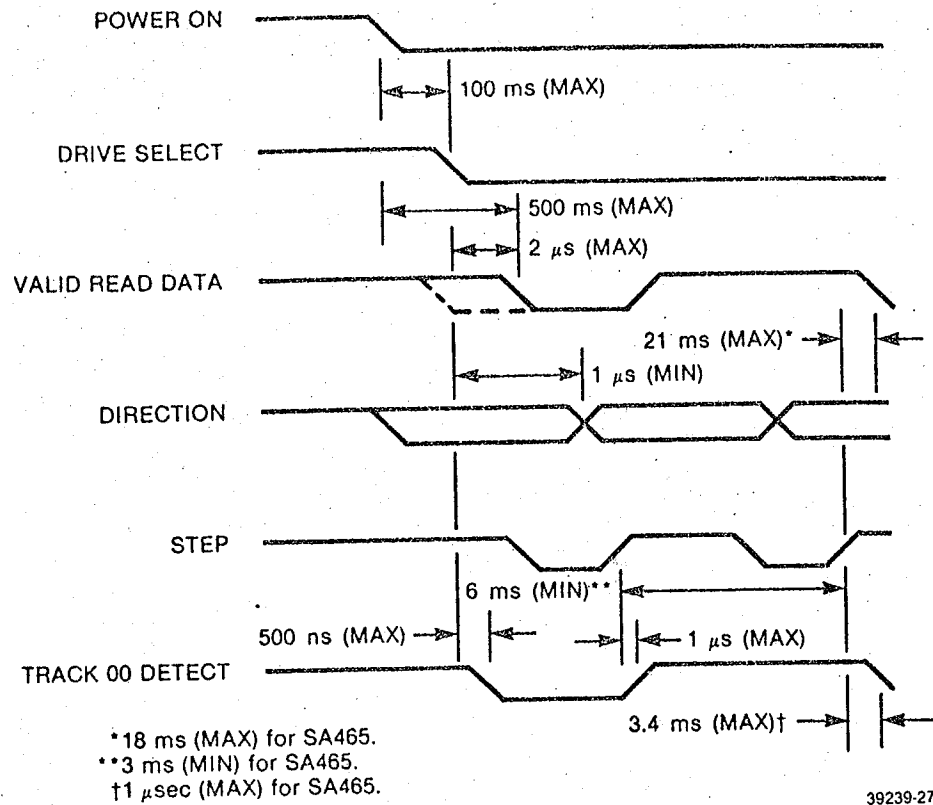 POWER ON
100 ms (MAX)
DRIVE SELECT
500 ms (MAX)
2 μs (MAX)
VALID READ DATA
21 ms (MAX)*
1 μs (MIN)
DIRECTION
STEP
6 ms (MIN)**
500 ns (MAX)
1 μs (MAX)
TRACK 00 DETECT
3.4 ms (MAX)†
*18 ms (MAX) for SA465.
**3 ms (MIN) for SA465.
†1 μsec (MAX) for SA465.
39239-27